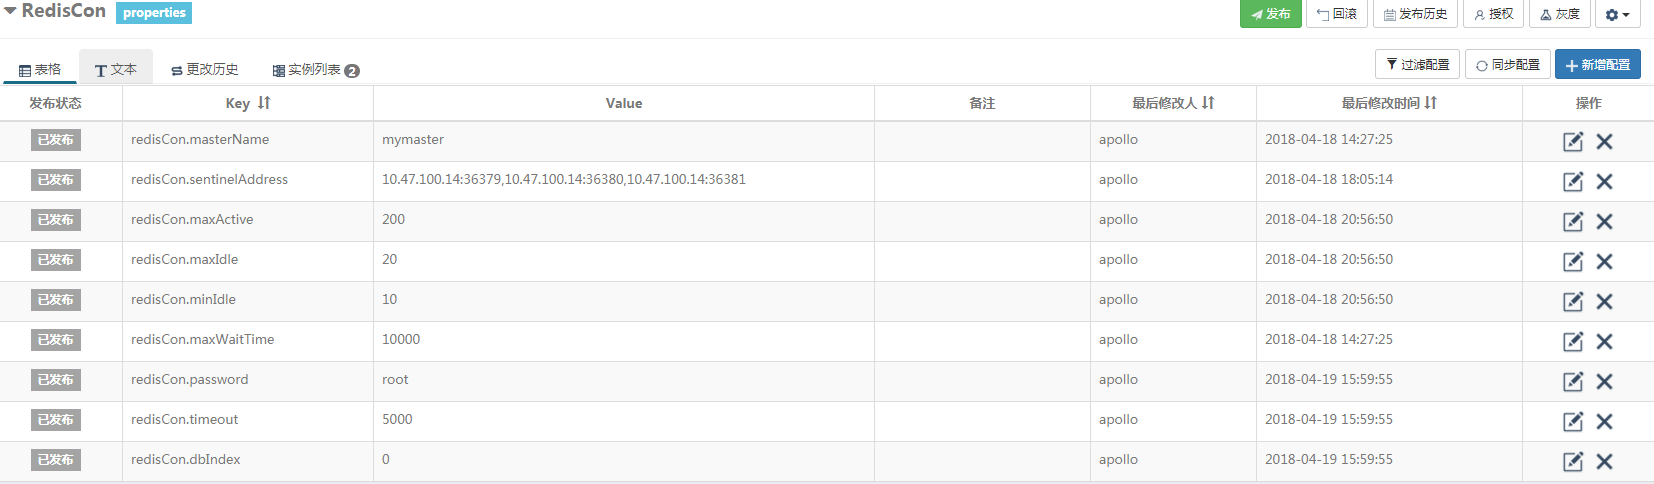 RedisCon properties 发布 回滚 发布历史 授权 灰度
表格 文本 更改历史 实例列表 2 过滤配置 同步配置 新增配置
发布状态 Key Value 备注 最后修改人 最后修改时间 操作
已发布 redisCon.masterName mymaster apollo 2018-04-18 14:27:25
已发布 redisCon.sentinelAddress 10.47.100.14:36379,10.47.100.14:36380,10.47.100.14:36381 apollo 2018-04-18 18:05:14
已发布 redisCon.maxActive 200 apollo 2018-04-18 20:56:50
已发布 redisCon.maxIdle 20 apollo 2018-04-18 20:56:50
已发布 redisCon.minIdle 10 apollo 2018-04-18 20:56:50
已发布 redisCon.maxWaitTime 10000 apollo 2018-04-18 14:27:25
已发布 redisCon.password root apollo 2018-04-19 15:59:55
已发布 redisCon.timeout 5000 apollo 2018-04-19 15:59:55
已发布 redisCon.dbIndex 0 apollo 2018-04-19 15:59:55